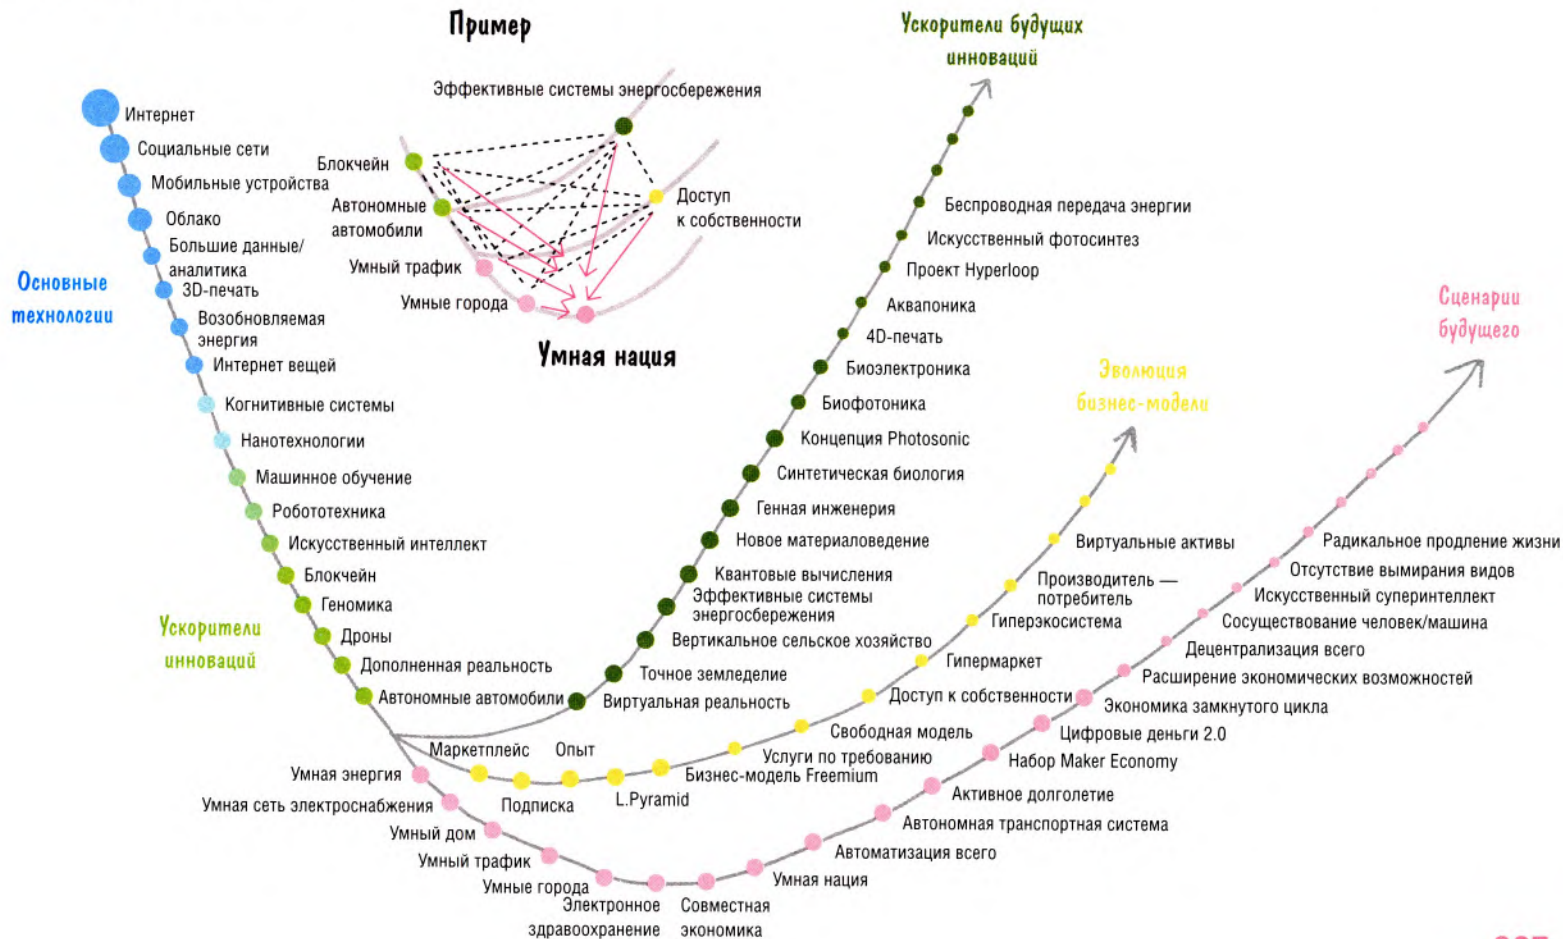 Пример
Эффективные системы энергосбережения
Блокчейн
Автономные
автомобили
Доступ
к собственности
Умный трафик
Умные города
Умная нация
Основные
технологии
Интернет
Социальные сети
Мобильные устройства
Облако
Большие данные/
аналитика
3D-печать
Возобновляемая
энергия
Интернет вещей
Когнитивные системы
Нанотехнологии
Машинное обучение
Робототехника
Искусственный интеллект
Блокчейн
Геномика
Дроны
Дополненная реальность
Автономные автомобили
Ускорители
инноваций
Ускорители будущих
инноваций
Беспроводная передача энергии
Искусственный фотосинтез
Проект Hyperloop
Аквапоника
4D-печать
Биоэлектроника
Биофотоника
Концепция Photosonic
Синтетическая биология
Генная инженерия
Новое материаловедение
Квантовые вычисления
Эффективные системы
энергосбережения
Вертикальное сельское хозяйство
Точное земледелие
Виртуальная реальность
Эволюция
бизнес-модели
Виртуальные активы
Производитель —
потребитель
Гиперэкосистема
Гипермаркет
Доступ к собственности
Свободная модель
Услуги по требованию
Бизнес-модель Freemium
L.Pyramid
Опыт
Подписка
Маркетплейс
Сценарии
будущего
Радикальное продление жизни
Отсутствие вымирания видов
Искусственный суперинтеллект
Сосуществование человек/машина
Децентрализация всего
Расширение экономических возможностей
Экономика замкнутого цикла
Цифровые деньги 2.0
Набор Maker Economy
Активное долголетие
Автономная транспортная система
Автоматизация всего
Умная нация
Совместная
экономика
Электронное
здравоохранение
Умные города
Умный трафик
Умный дом
Умная сеть электроснабжения
Умная энергия